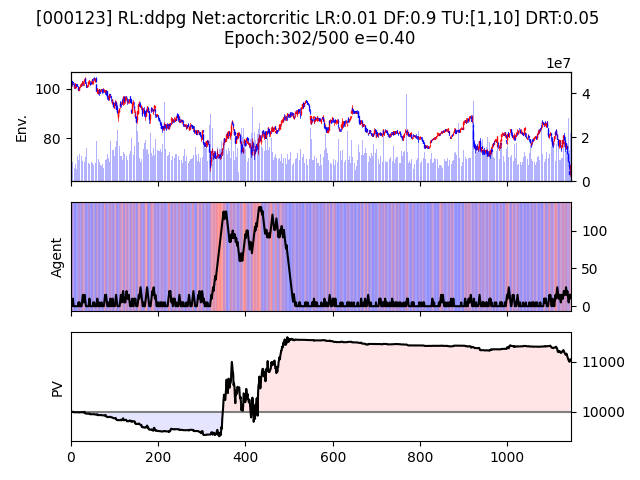 [000123] RL:ddpg Net:actorcritic LR:0.01 DF:0.9 TU:[1,10] DRT:0.05
Epoch:302/500 e=0.40
1e7
Env.
100
80
4
2
0
Agent
100
50
0
PV
11000
10000
0
200
400
600
800
1000